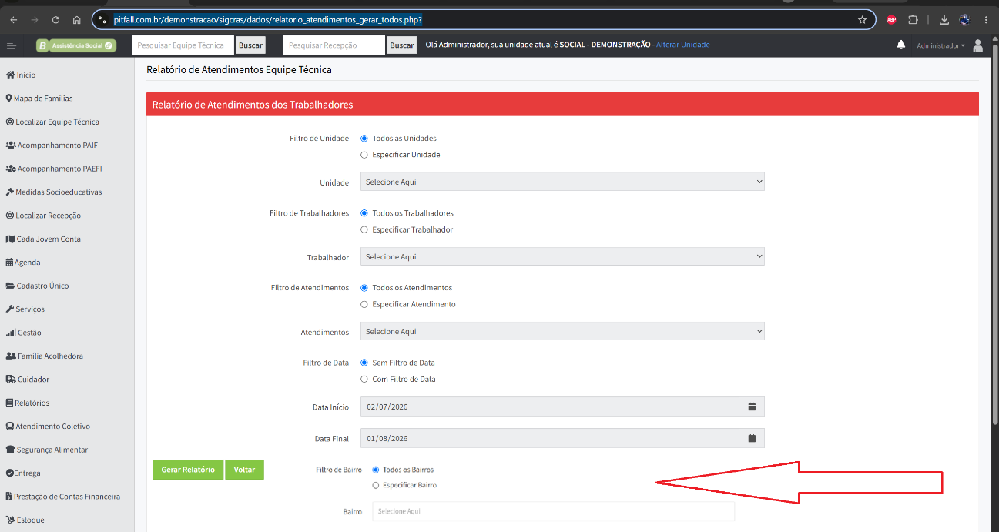 pitfall.com.br/demonstracao/sigcras/dados/relatorio_atendimentos_gerar_todos.php?
ABP
B Assistência Social
Pesquisar Equipe Técnica
Buscar
Pesquisar Recepção
Buscar
Olá Administrador, sua unidade atual é SOCIAL - DEMONSTRAÇÃO - Alterar Unidade
Administrador
Início
Mapa de Famílias
Localizar Equipe Técnica
Acompanhamento PAIF
Acompanhamento PAEFI
Medidas Socioeducativas
Localizar Recepção
Cada Jovem Conta
Agenda
Cadastro Único
Serviços
Gestão
Família Acolhedora
Cuidador
Relatórios
Atendimento Coletivo
Segurança Alimentar
Entrega
Prestação de Contas Financeira
Estoque
Relatório de Atendimentos Equipe Técnica
Relatório de Atendimentos dos Trabalhadores
Filtro de Unidade
Todos as Unidades
Especificar Unidade
Unidade
Selecione Aqui
Filtro de Trabalhadores
Todos os Trabalhadores
Especificar Trabalhador
Trabalhador
Selecione Aqui
Filtro de Atendimentos
Todos os Atendimentos
Especificar Atendimento
Atendimentos
Selecione Aqui
Filtro de Data
Sem Filtro de Data
Com Filtro de Data
Data Início
02/07/2026
Data Final
01/08/2026
Gerar Relatório
Voltar
Filtro de Bairro
Todos os Bairros
Especificar Bairro
Bairro
Selecione Aqui